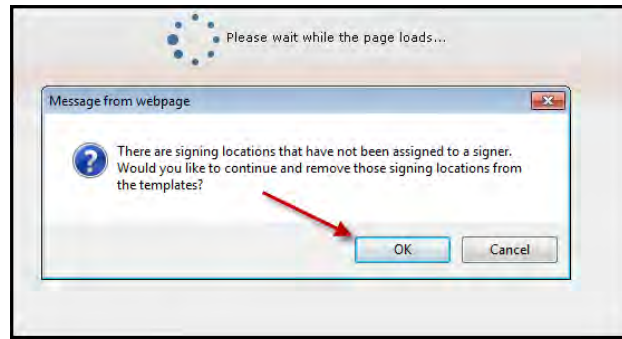 Please wait while the page loads...
Message from webpage
There are signing locations that have not been assigned to a signer.
Would you like to continue and remove those signing locations from
the templates?
OK
Cancel